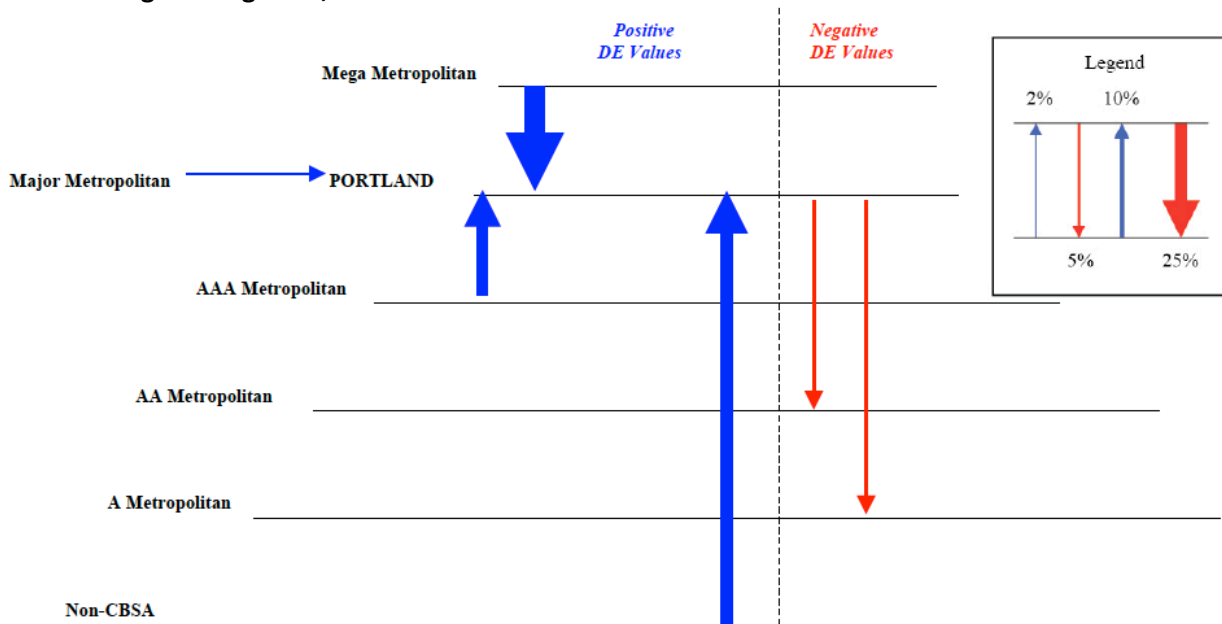 Positive
DE Values
Negative
DE Values
Mega Metropolitan
Legend
2% 10%
Major Metropolitan
PORTLAND
5% 25%
AAA Metropolitan
AA Metropolitan
A Metropolitan
Non-CBSA